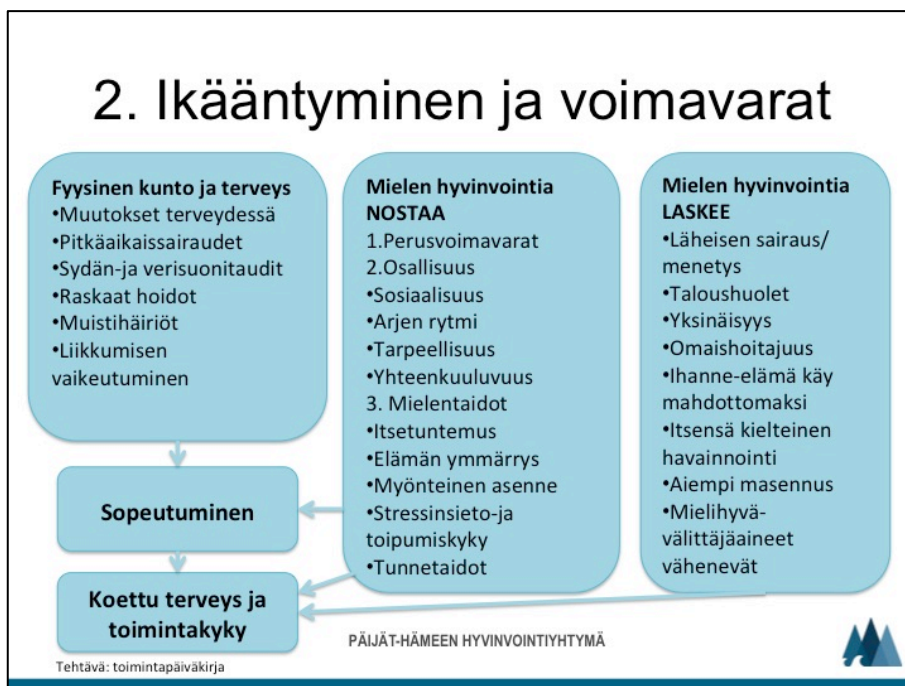 2. Ikääntyminen ja voimavarat
Fyysinen kunto ja terveys
•Muutokset terveydessä
•Pitkäaikaissairaudet
•Sydän-ja verisuonitaudit
•Raskaat hoidot
•Muistihäiriöt
•Liikkumisen
vaikeutuminen
Sopeutuminen
Koettu terveys ja
toimintakyky
Mielen hyvinvointia
NOSTAA
1.Perusvoimavarat
2.Osallisuus
•Sosiaalisuus
•Arjen rytmi
•Tarpeellisuus
•Yhteenkuuluvuus
3. Mielentaidot
•Itsetuntemus
•Elämän ymmärrys
•Myönteinen asenne
•Stressinsieto-ja
toipumiskyky
•Tunnetaidot
Mielen hyvinvointia
LASKEE
•Läheisen sairaus/
menetys
•Taloushuolet
•Yksinäisyys
•Omaishoitajuus
•Ihanne-elämä käy
mahdottomaksi
•Itsensä kielteinen
havainnointi
•Aiempi masennus
•Mielihyvä-
välittäjäaineet
vähenevät
PÄIJÄT-HÄMEEN HYVINVOINTIYHTYMÄ
Tehtävä: toimintapäiväkirja